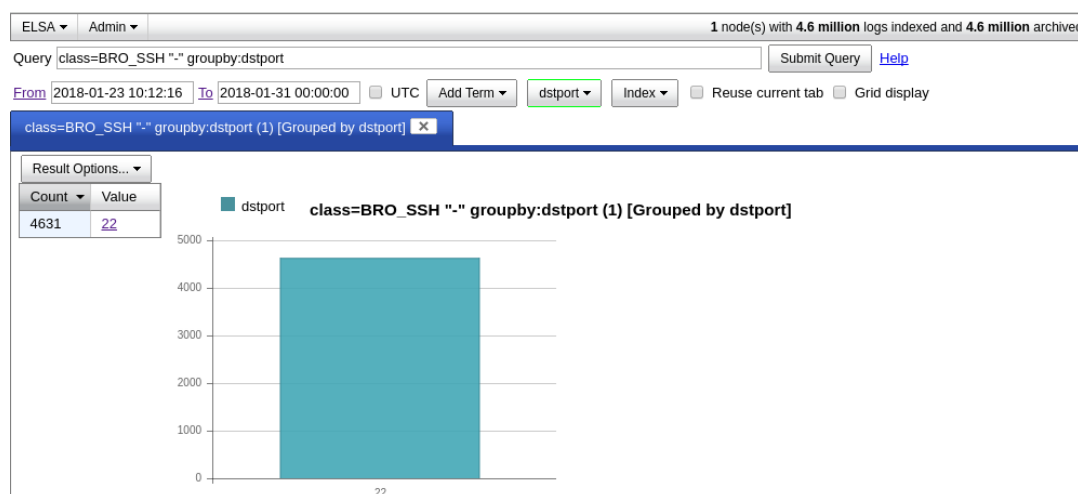 ELSA Admin 1 node(s) with 4.6 million logs indexed and 4.6 million archived
Query class=BRO_SSH "-" groupby:dstport Submit Query Help
From 2018-01-23 10:12:16 To 2018-01-31 00:00:00 UTC Add Term dstport Index Reuse current tab Grid display
class=BRO_SSH "-" groupby:dstport (1) [Grouped by dstport] X
Result Options...
Count Value
4631 22
dstport class=BRO_SSH "-" groupby:dstport (1) [Grouped by dstport]
5000
4000
3000
2000
1000
0
22